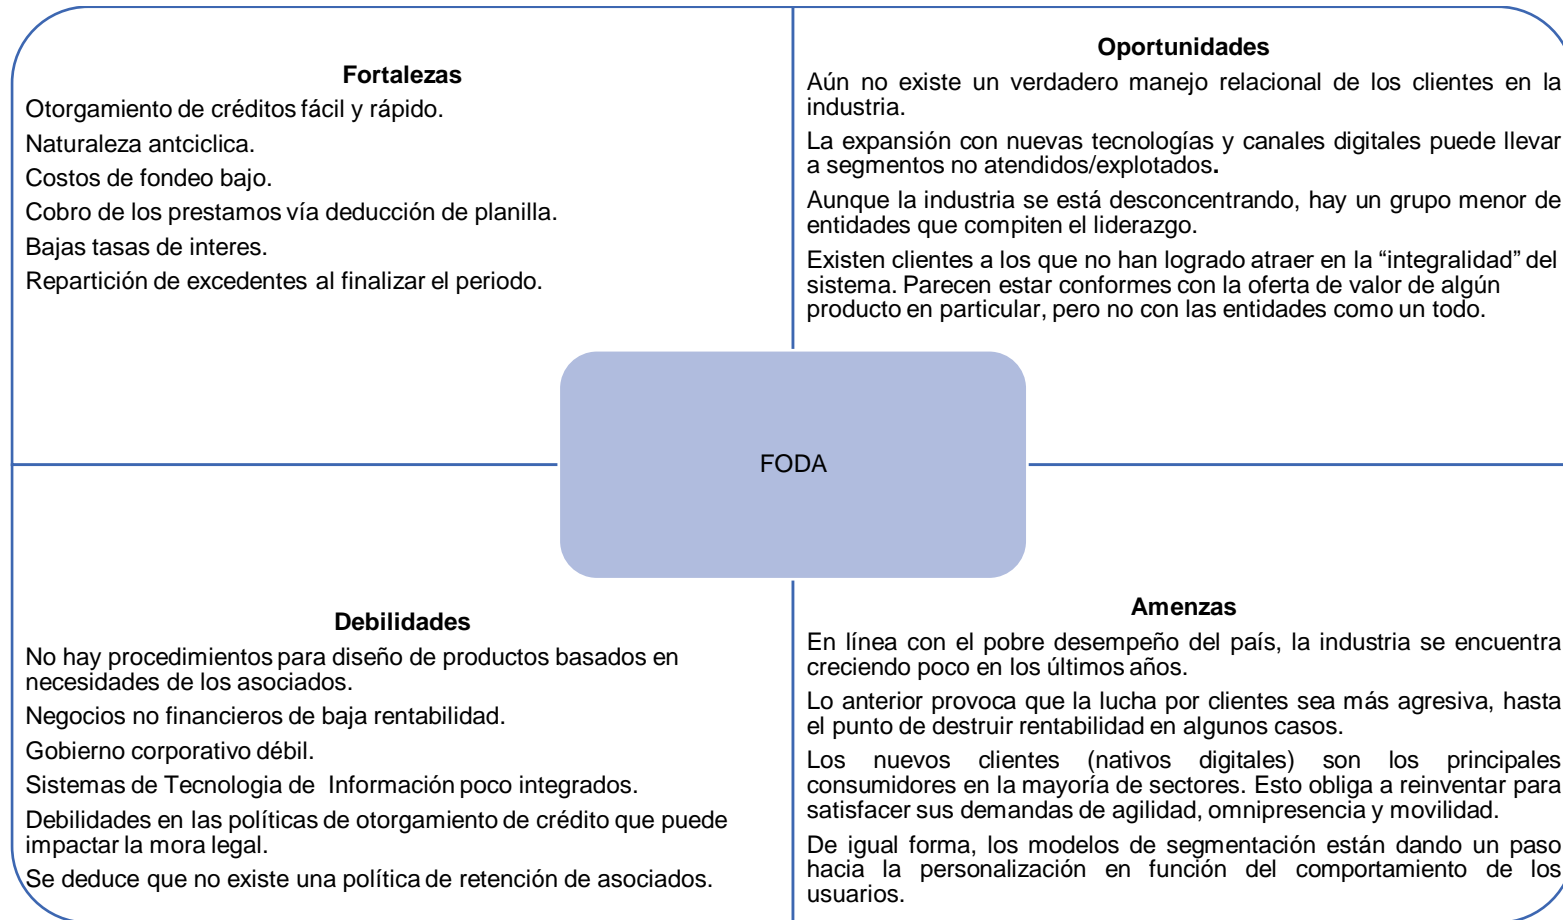 Fortalezas
Otorgamiento de créditos fácil y rápido.
Naturaleza antciclica.
Costos de fondeo bajo.
Cobro de los prestamos vía deducción de planilla.
Bajas tasas de interes.
Repartición de excedentes al finalizar el periodo.
Oportunidades
Aún no existe un verdadero manejo relacional de los clientes en la
industria.
La expansión con nuevas tecnologías y canales digitales puede llevar
a segmentos no atendidos/explotados.
Aunque la industria se está desconcentrando, hay un grupo menor de
entidades que compiten el liderazgo.
Existen clientes a los que no han logrado atraer en la “integralidad” del
sistema. Parecen estar conformes con la oferta de valor de algún
producto en particular, pero no con las entidades como un todo.
FODA
Debilidades
No hay procedimientos para diseño de productos basados en
necesidades de los asociados.
Negocios no financieros de baja rentabilidad.
Gobierno corporativo débil.
Sistemas de Tecnologia de Información poco integrados.
Debilidades en las políticas de otorgamiento de crédito que puede
impactar la mora legal.
Se deduce que no existe una política de retención de asociados.
Amenzas
En línea con el pobre desempeño del país, la industria se encuentra
creciendo poco en los últimos años.
Lo anterior provoca que la lucha por clientes sea más agresiva, hasta
el punto de destruir rentabilidad en algunos casos.
Los nuevos clientes (nativos digitales) son los principales
consumidores en la mayoría de sectores. Esto obliga a reinventar para
satisfacer sus demandas de agilidad, omnipresencia y movilidad.
De igual forma, los modelos de segmentación están dando un paso
hacia la personalización en función del comportamiento de los
usuarios.